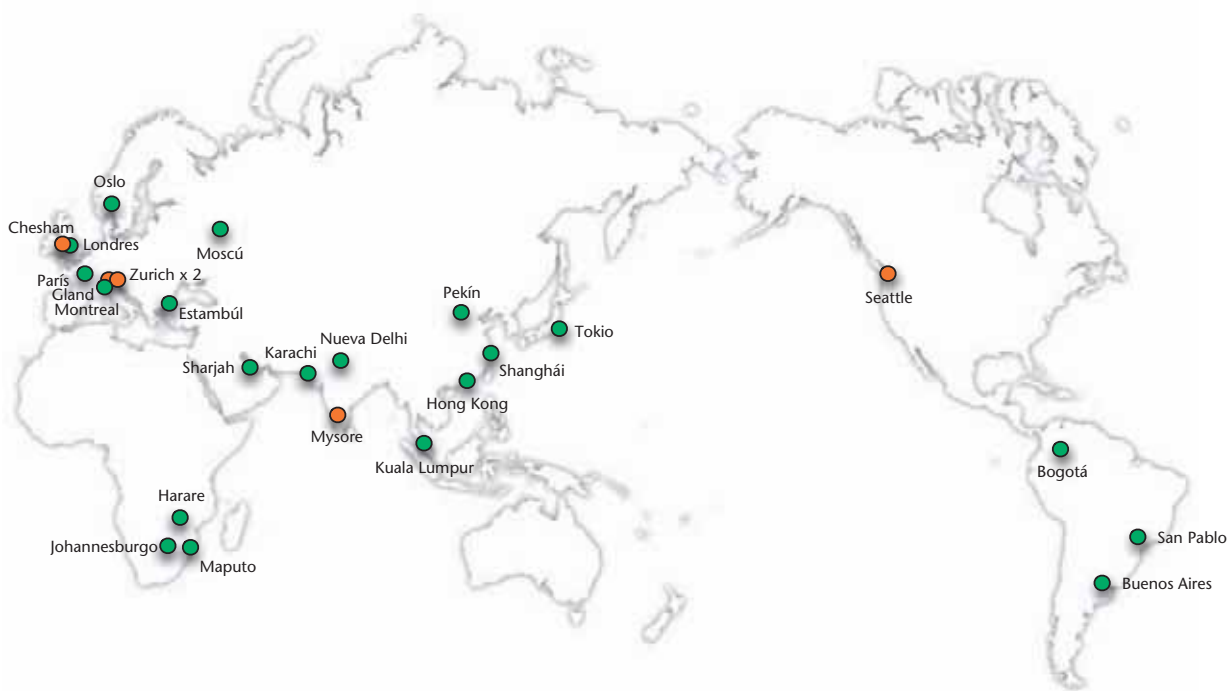 Oslo
Chesham
Londres
Moscú
París
Zurich x 2
Gland
Montreal
Estambúl
Seattle
Pekín
Tokio
Nueva Delhi
Karachi
Sharjah
Shanghái
Hong Kong
Mysore
Kuala Lumpur
Bogotá
Harare
San Pablo
Johannesburgo
Maputo
Buenos Aires